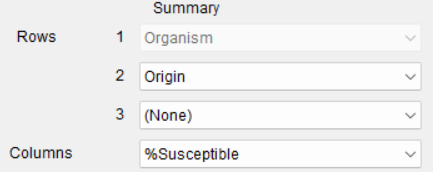 Summary
Rows 1 Organism
2 Origin
3 (None)
Columns %Susceptible